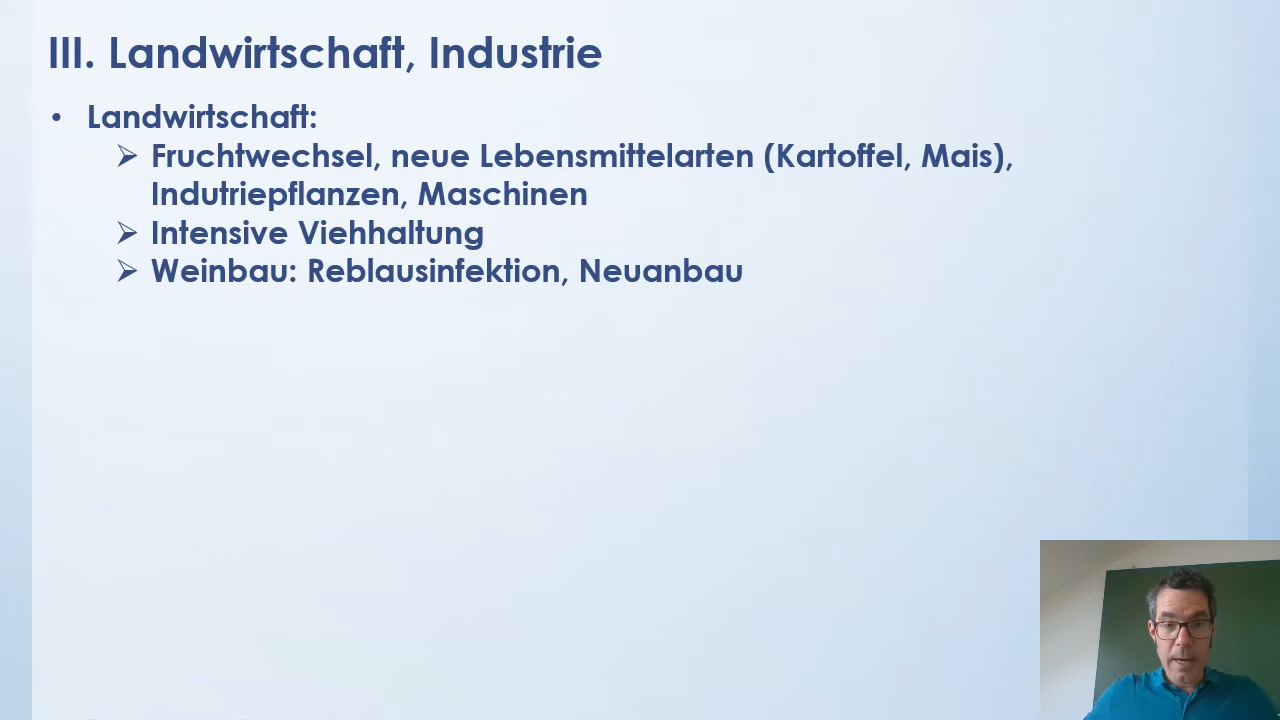 III. Landwirtschaft, Industrie
• Landwirtschaft:
➢ Fruchtwechsel, neue Lebensmittelarten (Kartoffel, Mais),
Indutriepflanzen, Maschinen
➢ Intensive Viehhaltung
➢ Weinbau: Reblausinfektion, Neuanbau